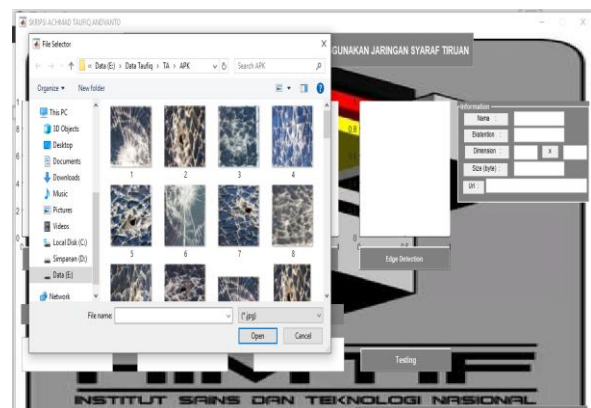 SKRIPSI-ACHMAD TAUFIQ ANDVANTO
GUNAKAN JARINGAN SYARAF TIRUAN
File Selector
« Data (E:) > Data Taufiq > TA > APK
Search APK
Organize
New folder
This PC
3D Objects
Desktop
Documents
Downloads
Music
Pictures
Videos
Local Disk (C:)
Simpanan (D:)
Data (E:)
Network
1
2
3
4
5
6
7
8
File name:
(*.jpg)
Open
Cancel
Information
Nama :
Dimention :
x
Size (byte) :
Url :
Edge Detection
Testing
INSTITUT SAINS DAN TEKNOLOGI NASIONAL